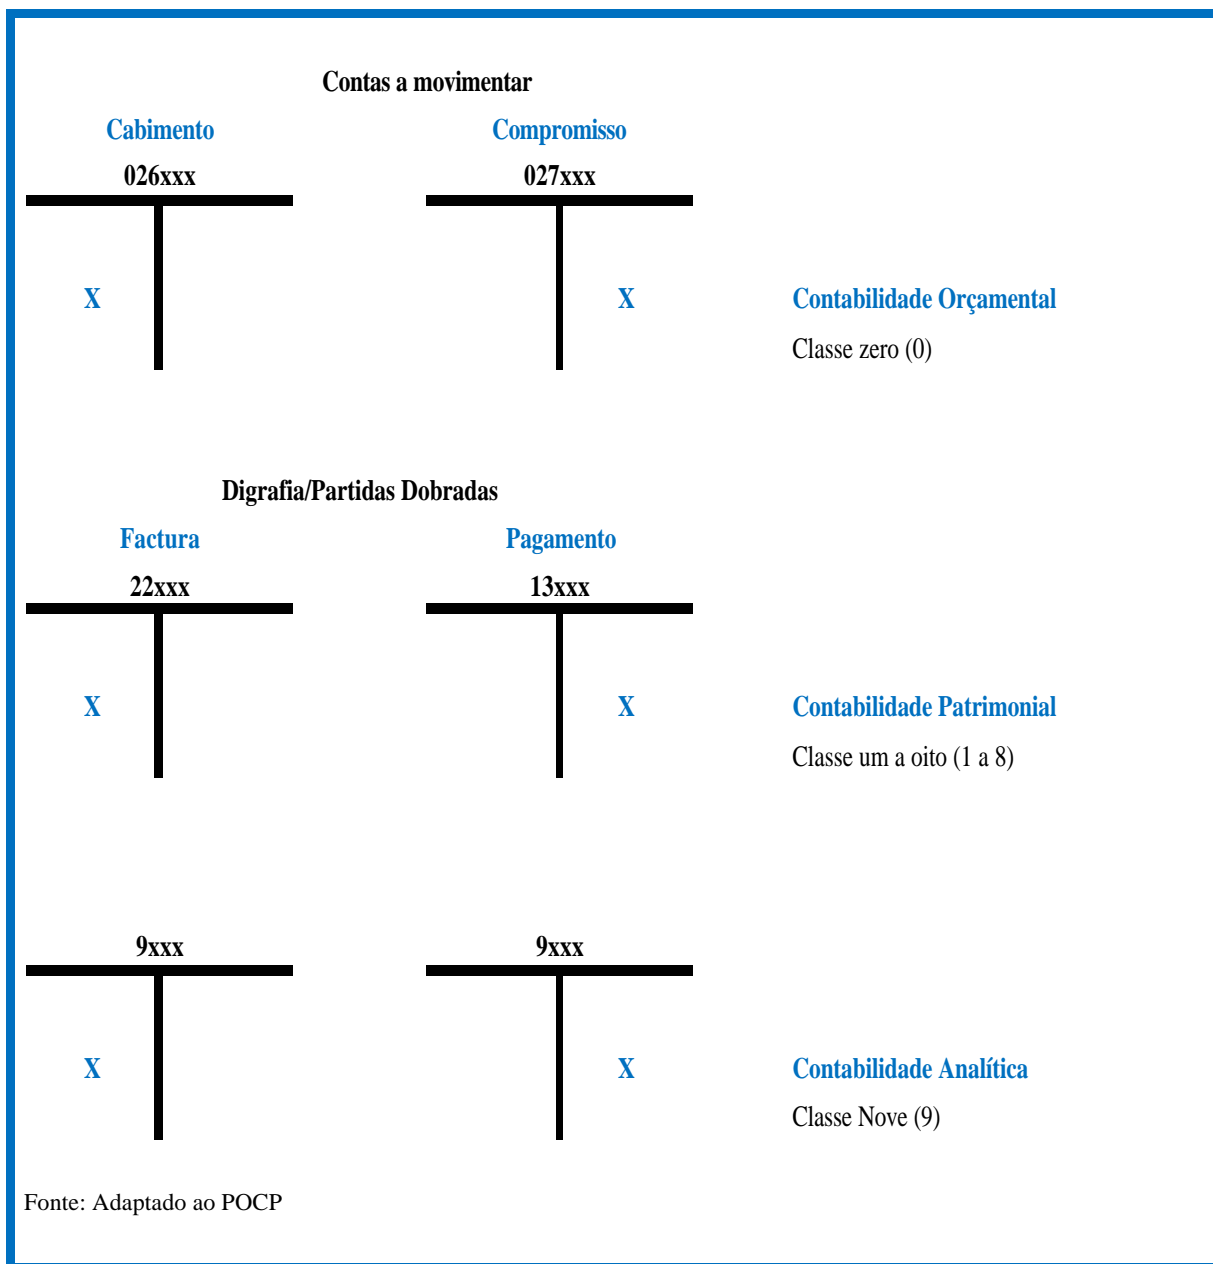 Contas a movimentar
Cabimento Compromisso
026xxx 027xxx
X X Contabilidade Orçamental
Classe zero (0)
Digrafia/Partidas Dobradas
Factura Pagamento
22xxx 13xxx
X X Contabilidade Patrimonial
Classe um a oito (1 a 8)
9xxx 9xxx
X X Contabilidade Analítica
Classe Nove (9)
Fonte: Adaptado ao POCP